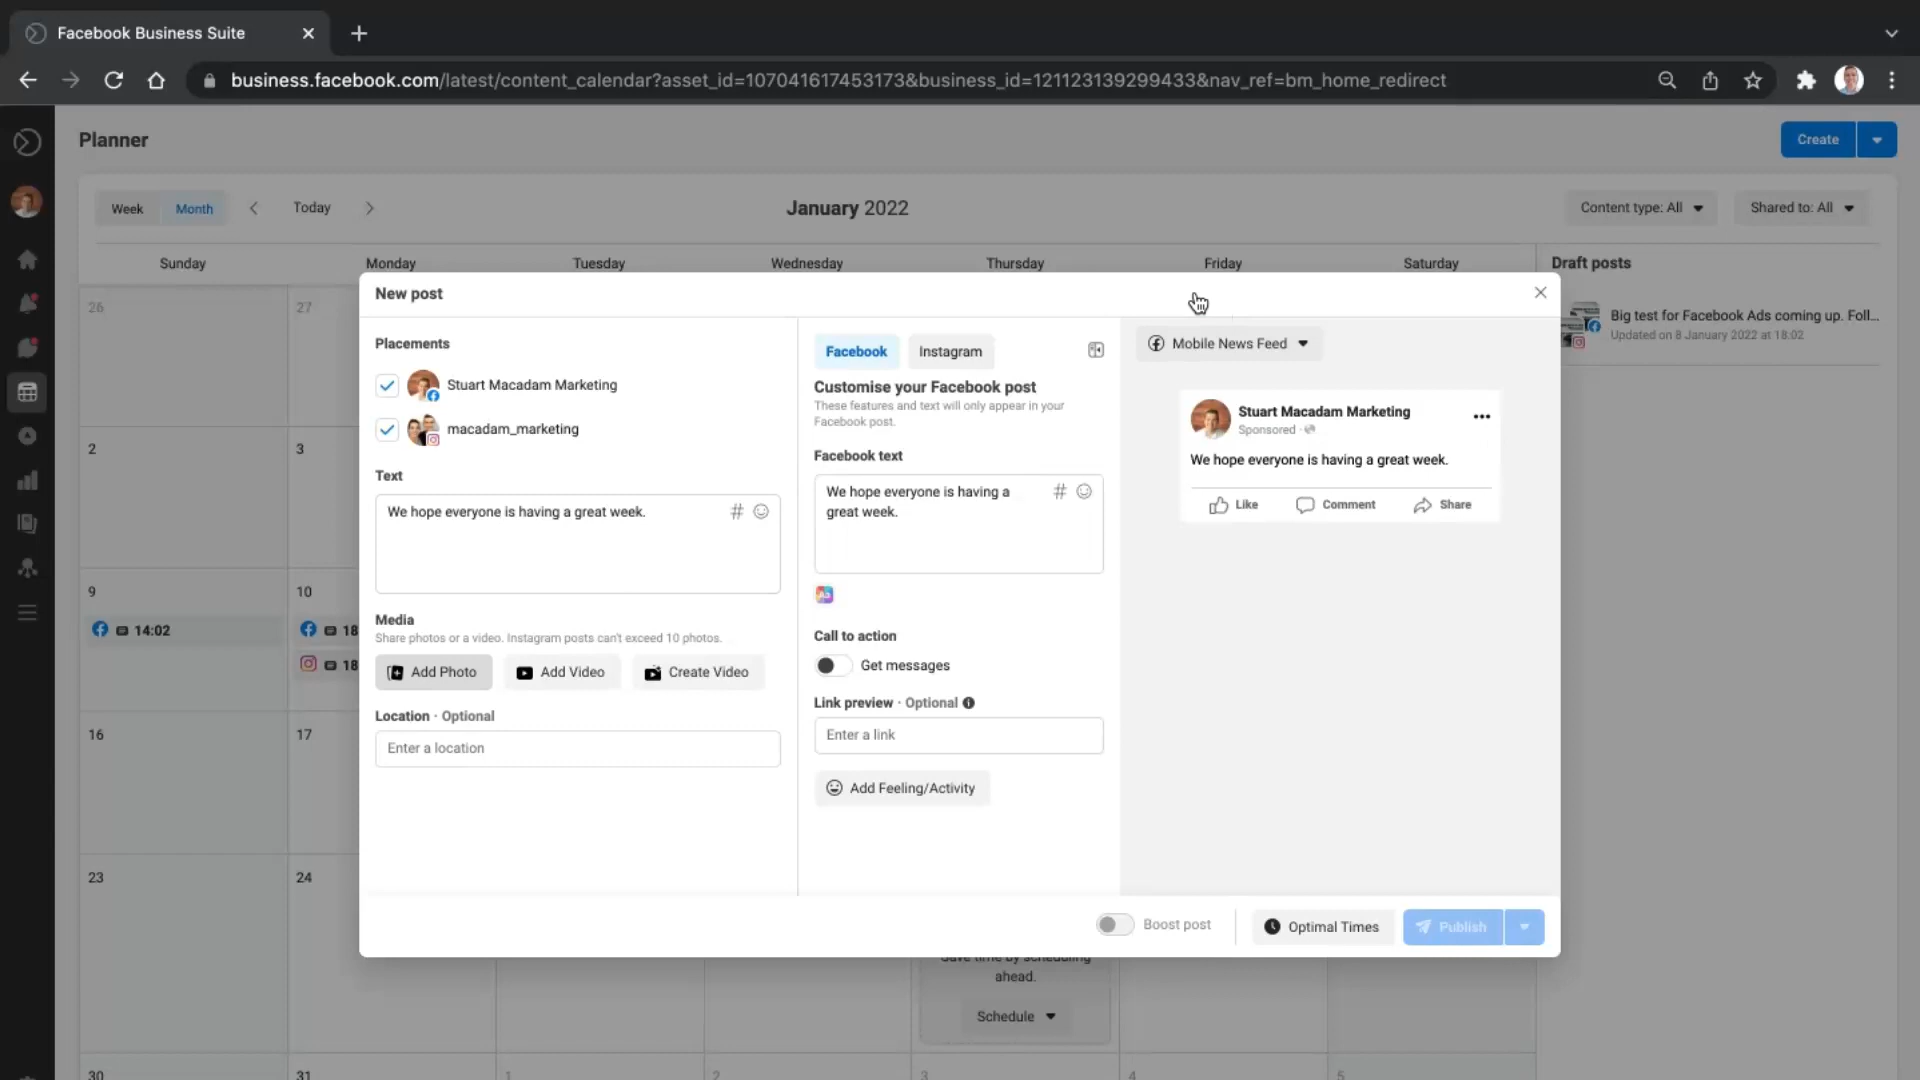 Facebook Business Suite
business.facebook.com/latest/content_calendar?asset_id=107041617453173&business_id=121123139299433&nav_ref=bm_home_redirect
Planner
Create
Week
Month
Today
January 2022
Content type: All
Shared to: All
Sunday
Monday
Tuesday
Wednesday
Thursday
Friday
Saturday
Draft posts
26
27
Big test for Facebook Ads coming up. Foll...
Updated on 8 January 2022 at 18:02
New post
Placements
Stuart Macadam Marketing
macadam_marketing
Text
We hope everyone is having a great week.
#
Media
Share photos or a video. Instagram posts can't exceed 10 photos.
Add Photo
Add Video
Create Video
Location · Optional
Enter a location
Facebook
Instagram
Customise your Facebook post
These features and text will only appear in your
Facebook post.
Facebook text
We hope everyone is having a
great week.
#
Call to action
Get messages
Link preview · Optional
Enter a link
Add Feeling/Activity
Mobile News Feed
Stuart Macadam Marketing
Sponsored ·
We hope everyone is having a great week.
Like
Comment
Share
Boost post
Optimal Times
Publish
2
3
9
10
14:02
18
18
16
17
23
24
ahead.
Schedule
30
31
1
2
3
4
5